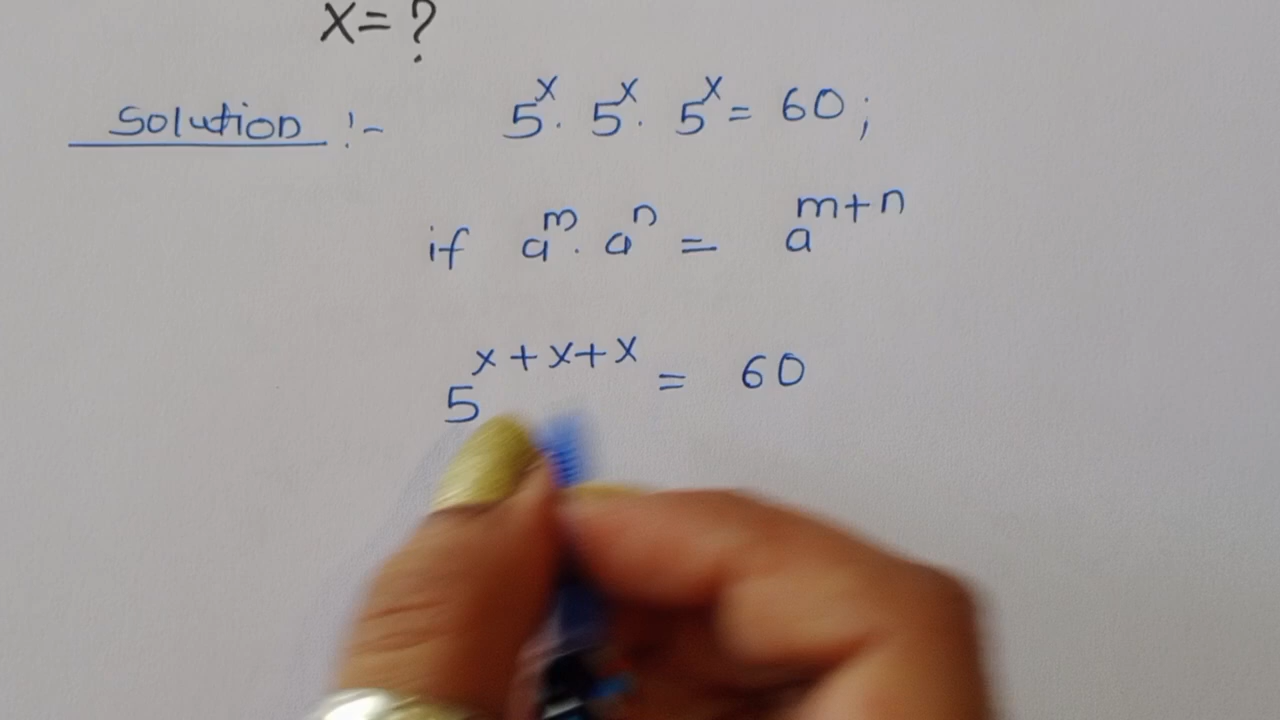 x = ?
Solution :- 5^x . 5^x . 5^x = 60 ;
if a^m . a^n = a^m+n
5^x+x+x = 60